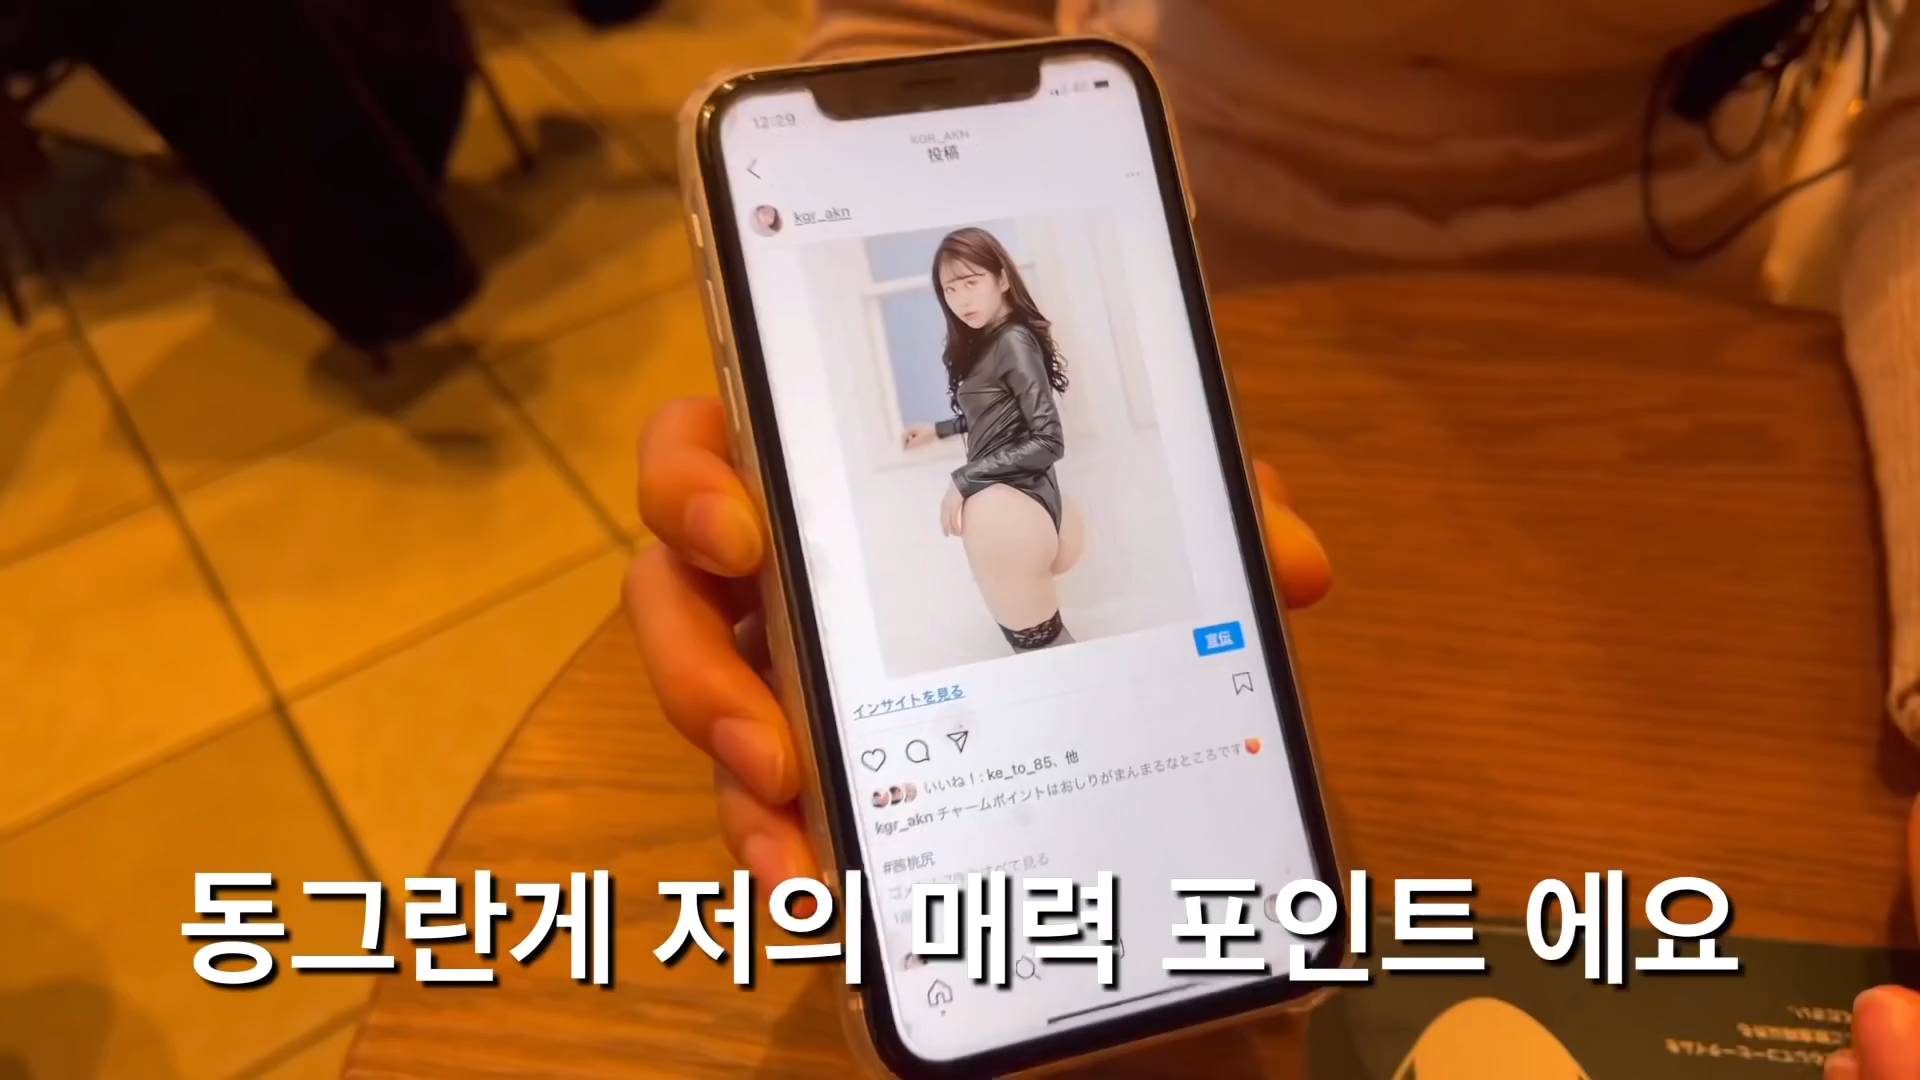 12:29
KGR_AKN
投稿
kgr_akn
宣伝
インサイトを見る
いいね！: ke_to_85、他
kgr_akn チャームポイントはおしりがまんまるなところです🍑
#茜桃尻
동그란게 저의 매력 포인트 에요